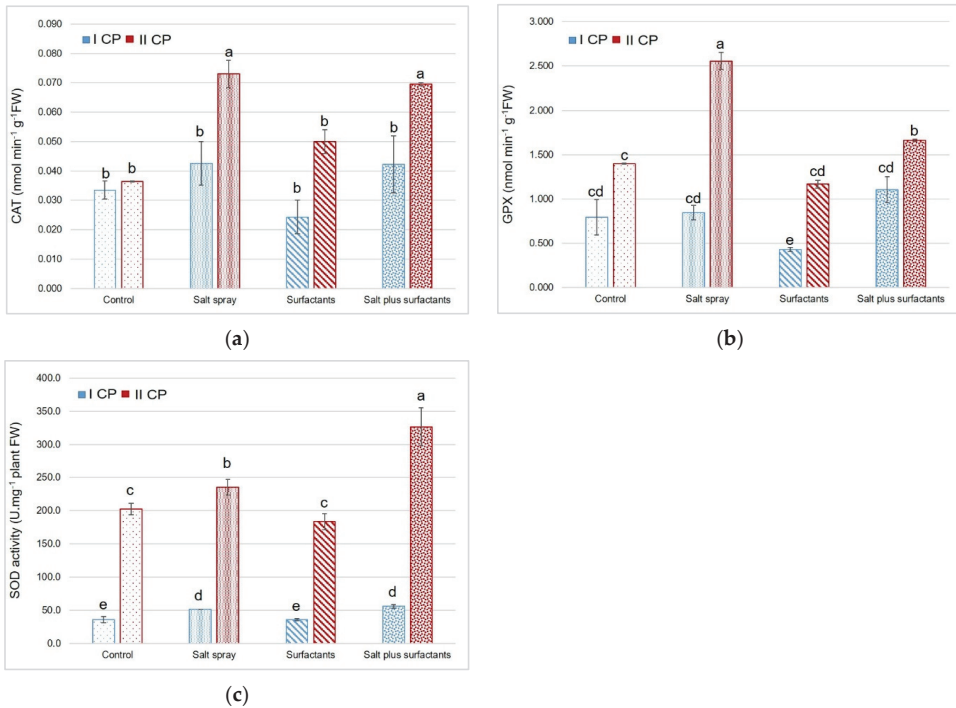 0.090
0.080
0.070
0.060
0.050
0.040
0.030
0.020
0.010
0.000
CAT (nmol min⁻¹ g⁻¹FW)
I CP II CP
b b b a b b b a
Control Salt spray Surfactants Salt plus surfactants
(a)
3.000
2.500
2.000
1.500
1.000
0.500
0.000
GPX (nmol min⁻¹ g⁻¹FW)
I CP II CP
cd c cd a e cd cd b
Control Salt spray Surfactants Salt plus surfactants
(b)
400.0
350.0
300.0
250.0
200.0
150.0
100.0
50.0
0.0
SOD activity (U.mg⁻¹ plant FW)
I CP II CP
e c d b e c d a
Control Salt spray Surfactants Salt plus surfactants
(c)